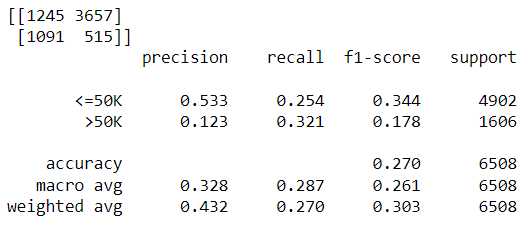 [[1245 3657]
[1091 515]]
precision recall f1-score support
<=50K 0.533 0.254 0.344 4902
>50K 0.123 0.321 0.178 1606
accuracy 0.270 6508
macro avg 0.328 0.287 0.261 6508
weighted avg 0.432 0.270 0.303 6508